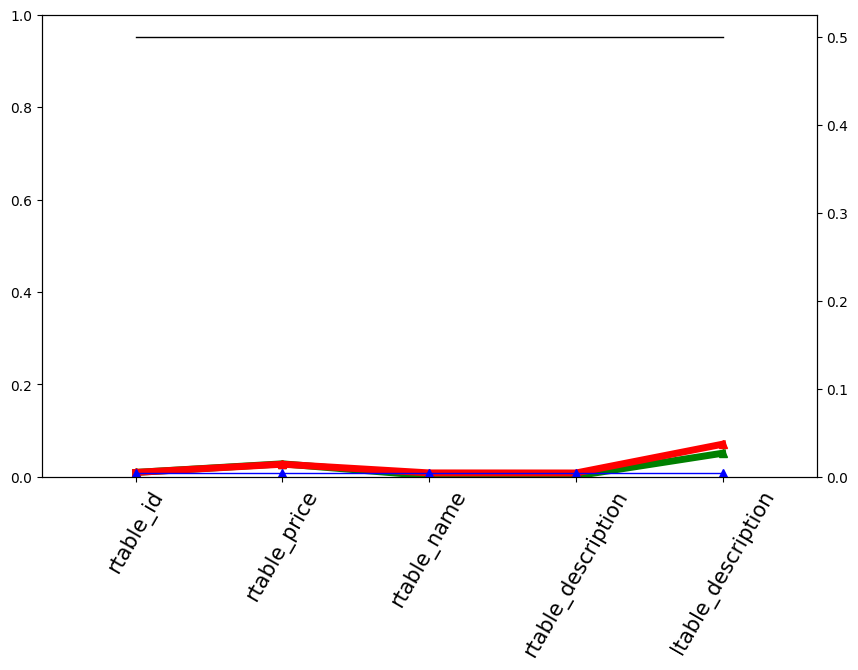 1.0
0.8
0.6
0.4
0.2
0.0
0.5
0.4
0.3
0.2
0.1
0.0
rtable_id
rtable_price
rtable_name
rtable_description
ltable_description